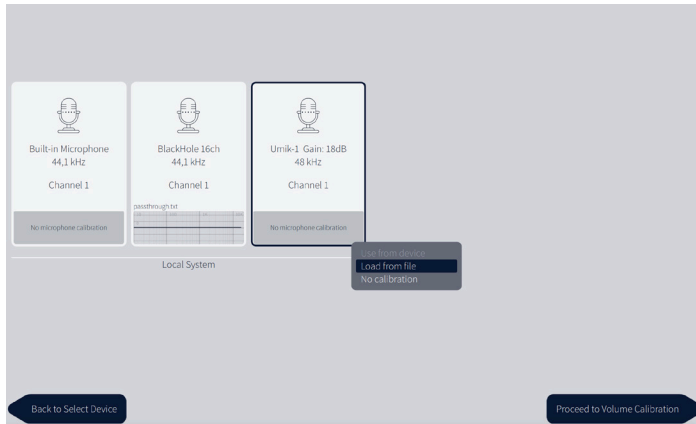 Built-in Microphone
44,1 kHz
Channel 1
No microphone calibration
BlackHole 16ch
44,1 kHz
Channel 1
passthrough.txt
Umik-1 Gain: 18dB
48 kHz
Channel 1
No microphone calibration
Local System
Use from device
Load from file
No calibration
Back to Select Device
Proceed to Volume Calibration